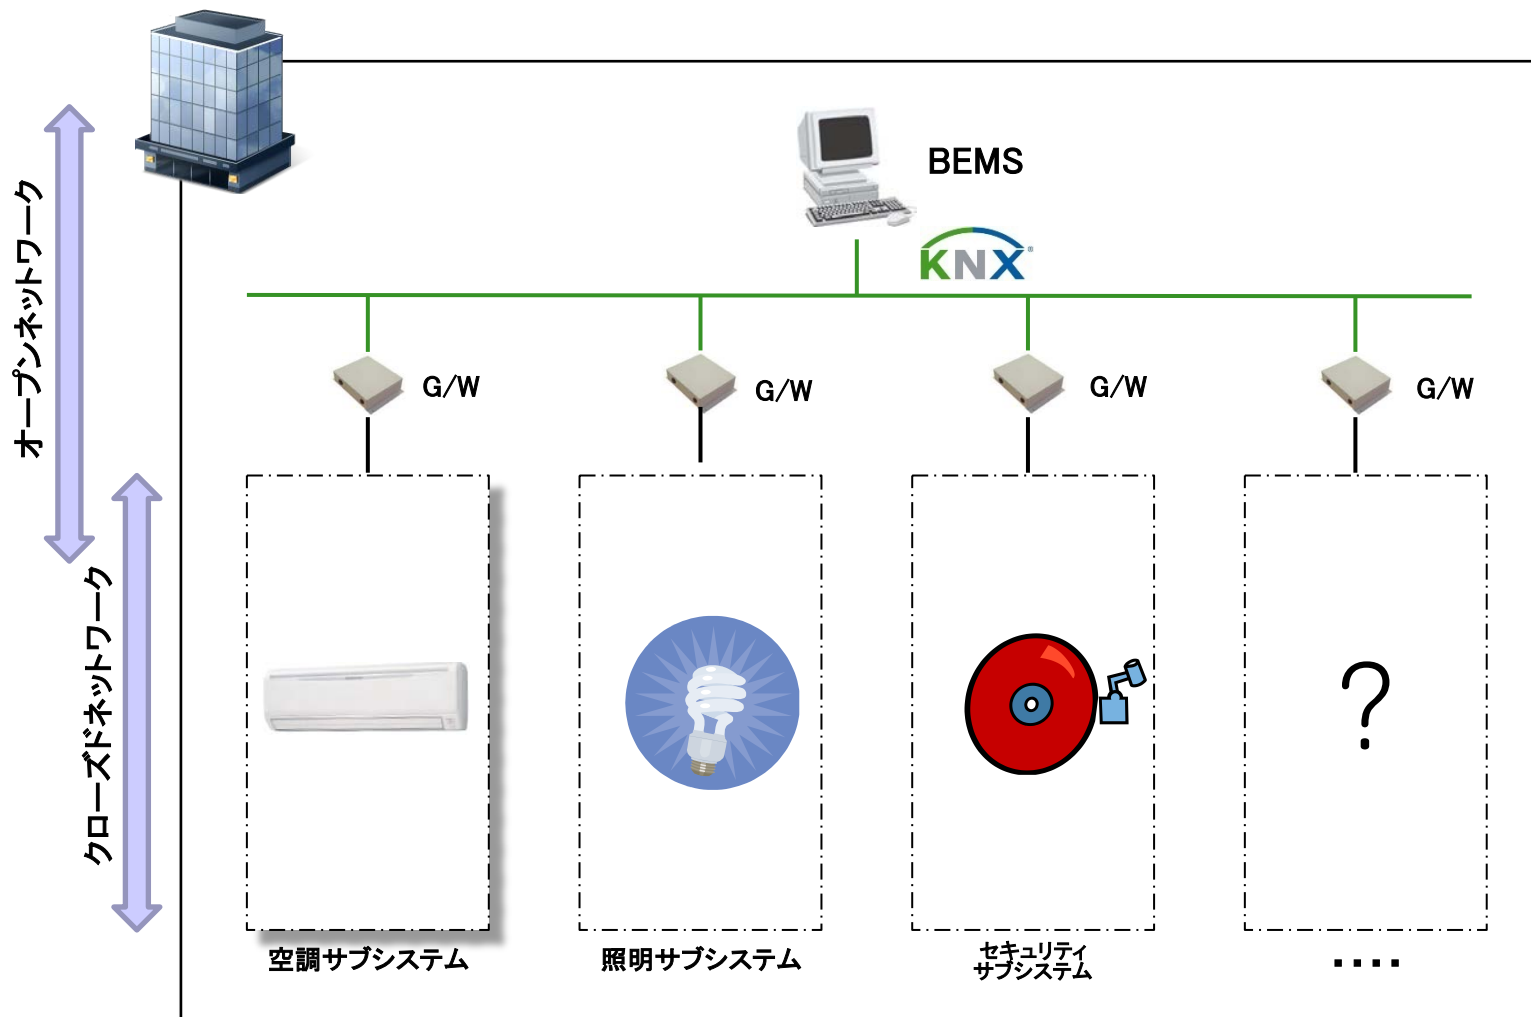 BEMS
KNX®
オープンネットワーク
G/W
G/W
G/W
G/W
クローズドネットワーク
?
空調サブシステム
照明サブシステム
セキュリティ
サブシステム
....